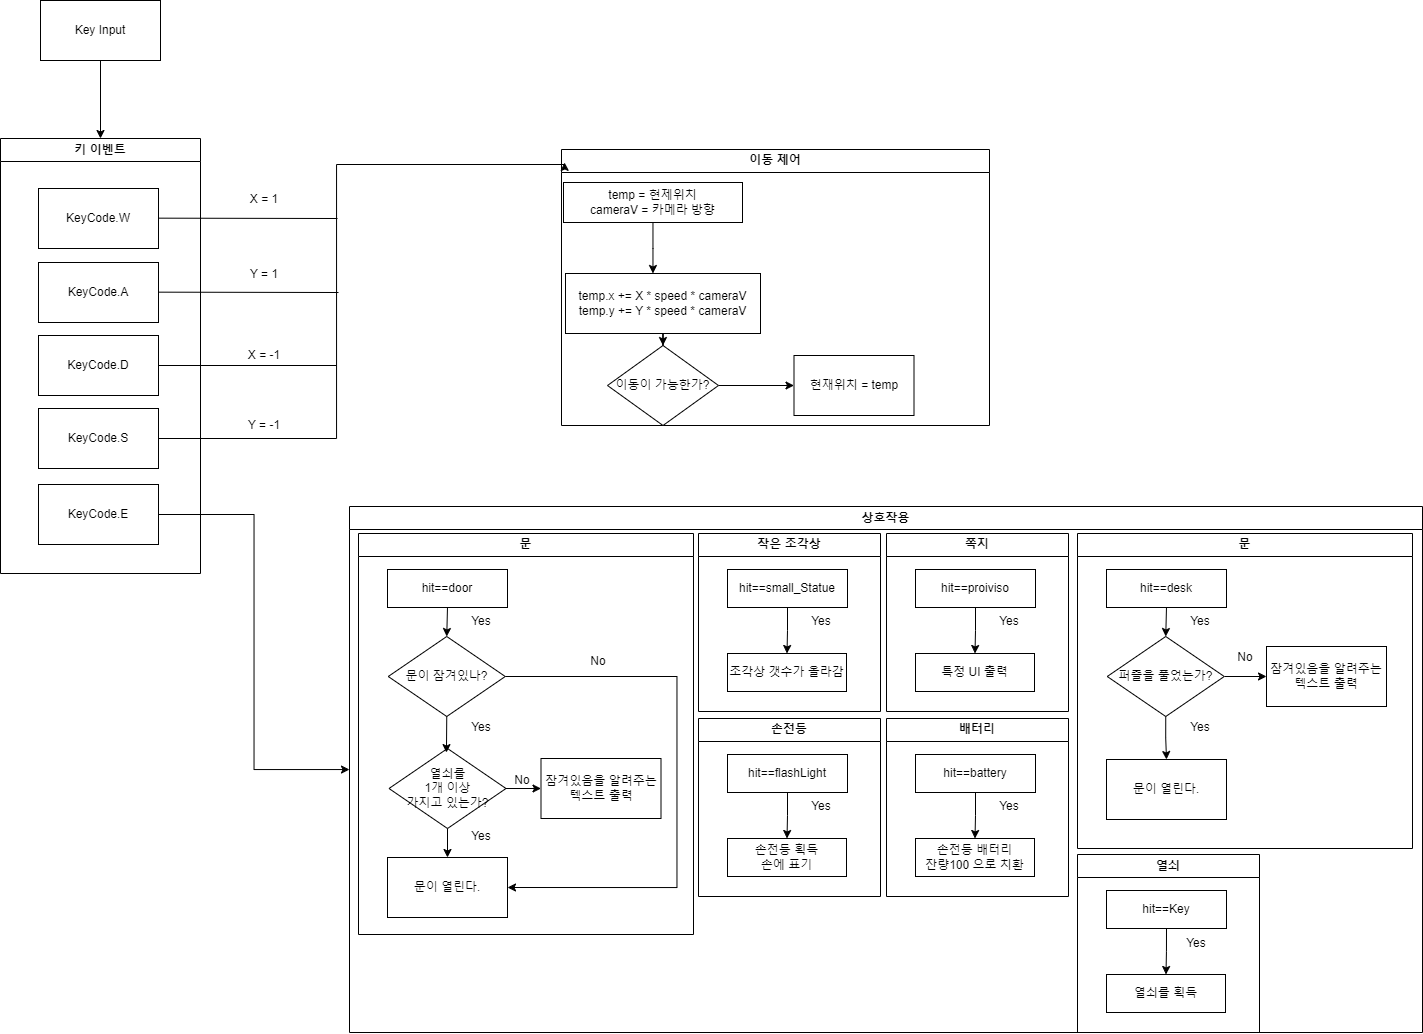 Key Input
키 이벤트
KeyCode.W
X = 1
KeyCode.A
Y = 1
KeyCode.D
X = -1
KeyCode.S
Y = -1
KeyCode.E
이동 제어
temp = 현제위치
cameraV = 카메라 방향
temp.x += X * speed * cameraV
temp.y += Y * speed * cameraV
이동이 가능한가?
현재위치 = temp
상호작용
문
hit==door
Yes
문이 잠겨있나?
No
Yes
열쇠를
1개 이상
가지고 있는가?
No
잠겨있음을 알려주는
텍스트 출력
Yes
문이 열린다.
작은 조각상
hit==small_Statue
Yes
조각상 갯수가 올라감
쪽지
hit==proiviso
Yes
특정 UI 출력
손전등
hit==flashLight
Yes
손전등 획득
손에 표기
배터리
hit==battery
Yes
손전등 배터리
잔량100 으로 치환
문
hit==desk
Yes
퍼즐을 풀었는가?
No
잠겨있음을 알려주는
텍스트 출력
Yes
문이 열린다.
열쇠
hit==Key
Yes
열쇠를 획득